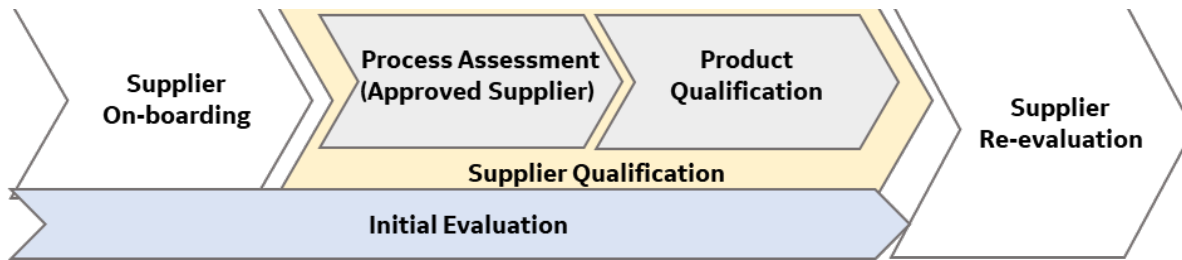 Supplier
On-boarding
Process Assessment
(Approved Supplier)
Product
Qualification
Supplier Qualification
Initial Evaluation
Supplier
Re-evaluation